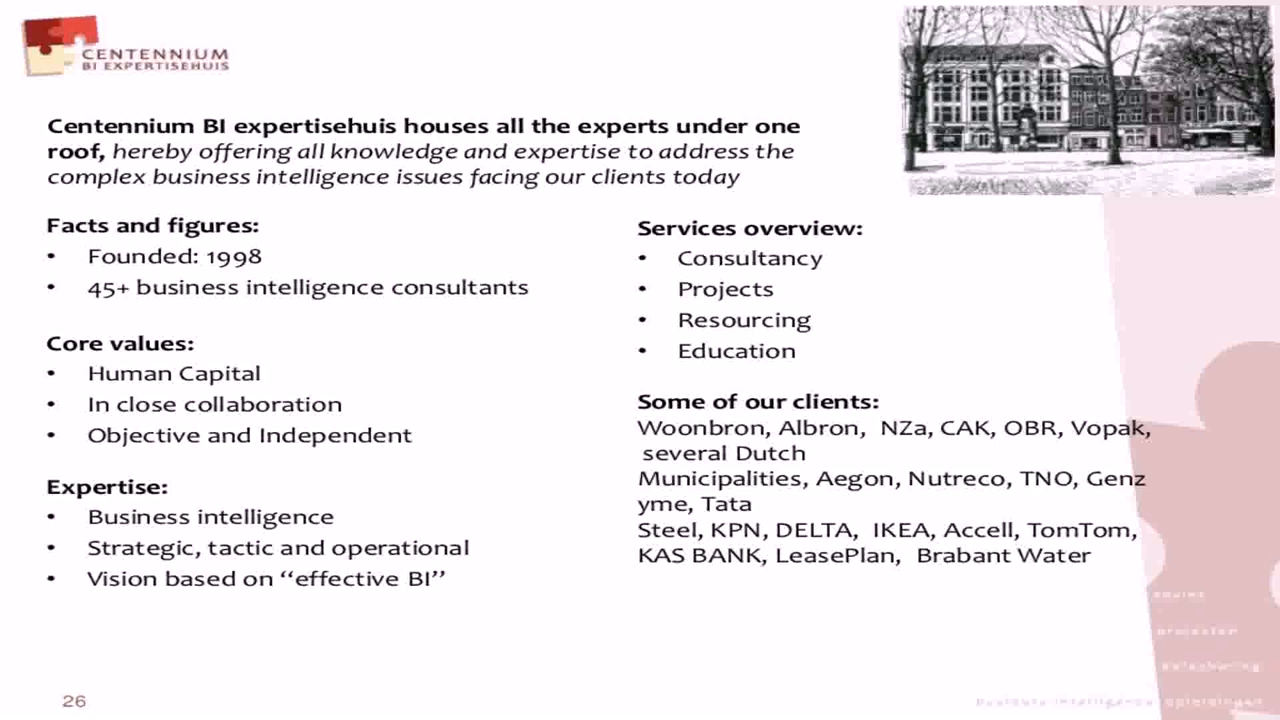 CENTENNIUM
BI EXPERTISEHUIS
Centennium BI expertisehuis houses all the experts under one
roof, hereby offering all knowledge and expertise to address the
complex business intelligence issues facing our clients today
Facts and figures:
• Founded: 1998
• 45+ business intelligence consultants
Core values:
• Human Capital
• In close collaboration
• Objective and Independent
Expertise:
• Business intelligence
• Strategic, tactic and operational
• Vision based on “effective BI”
Services overview:
• Consultancy
• Projects
• Resourcing
• Education
Some of our clients:
Woonbron, Albron, NZa, CAK, OBR, Vopak,
several Dutch
Municipalities, Aegon, Nutreco, TNO, Genz
yme, Tata
Steel, KPN, DELTA, IKEA, Accell, TomTom,
KAS BANK, LeasePlan, Brabant Water
projecten
detachering
business intelligence opleidingen
26